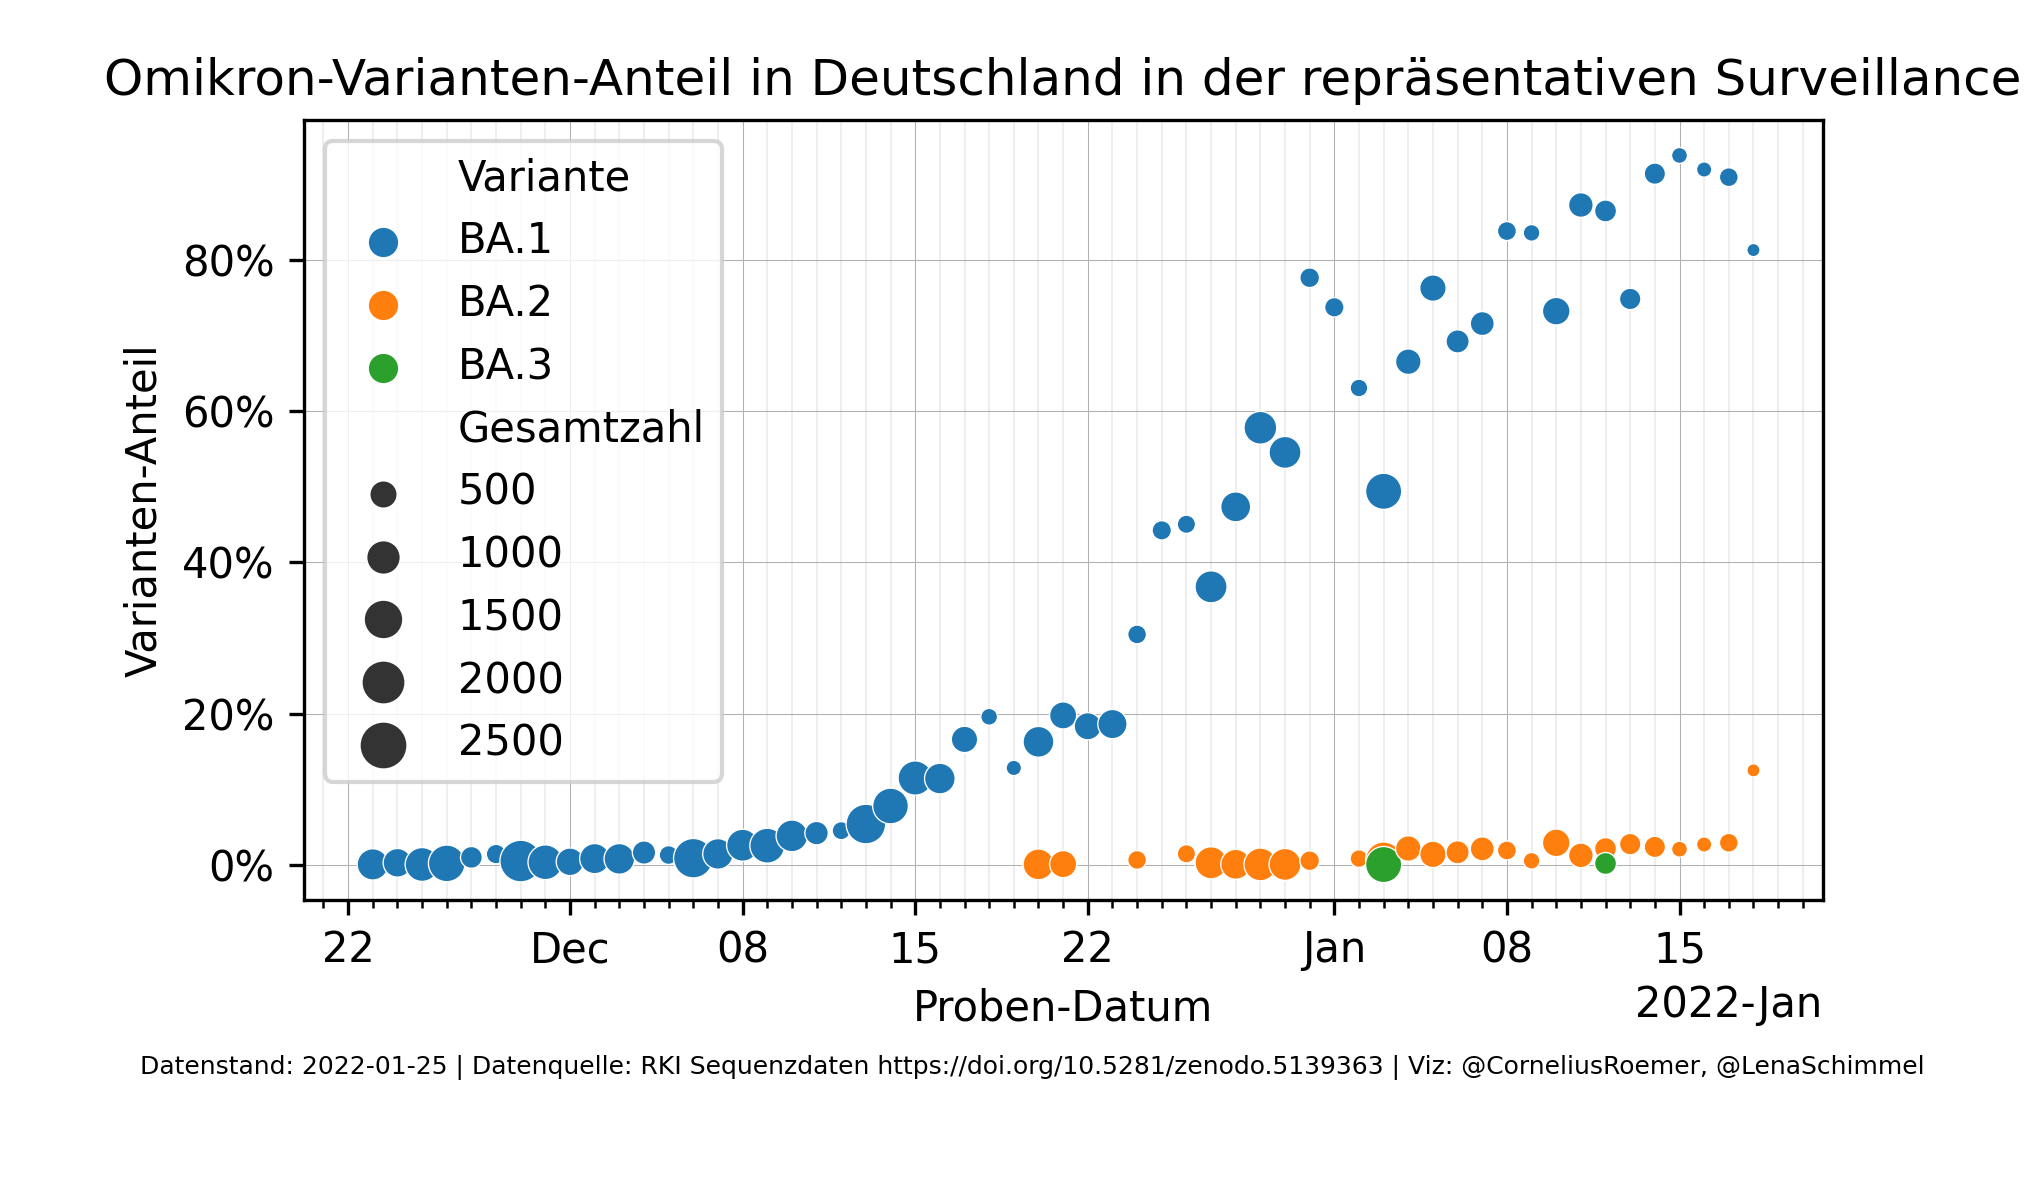 Omikron-Varianten-Anteil in Deutschland in der repräsentativen Surveillance
Varianten-Anteil
80%
60%
40%
20%
0%
Variante
BA.1
BA.2
BA.3
Gesamtzahl
500
1000
1500
2000
2500
22 Dec 08 15 22 Jan 08 15
2022-Jan
Proben-Datum
Datenstand: 2022-01-25 | Datenquelle: RKI Sequenzdaten https://doi.org/10.5281/zenodo.5139363 | Viz: @CorneliusRoemer, @LenaSchimmel